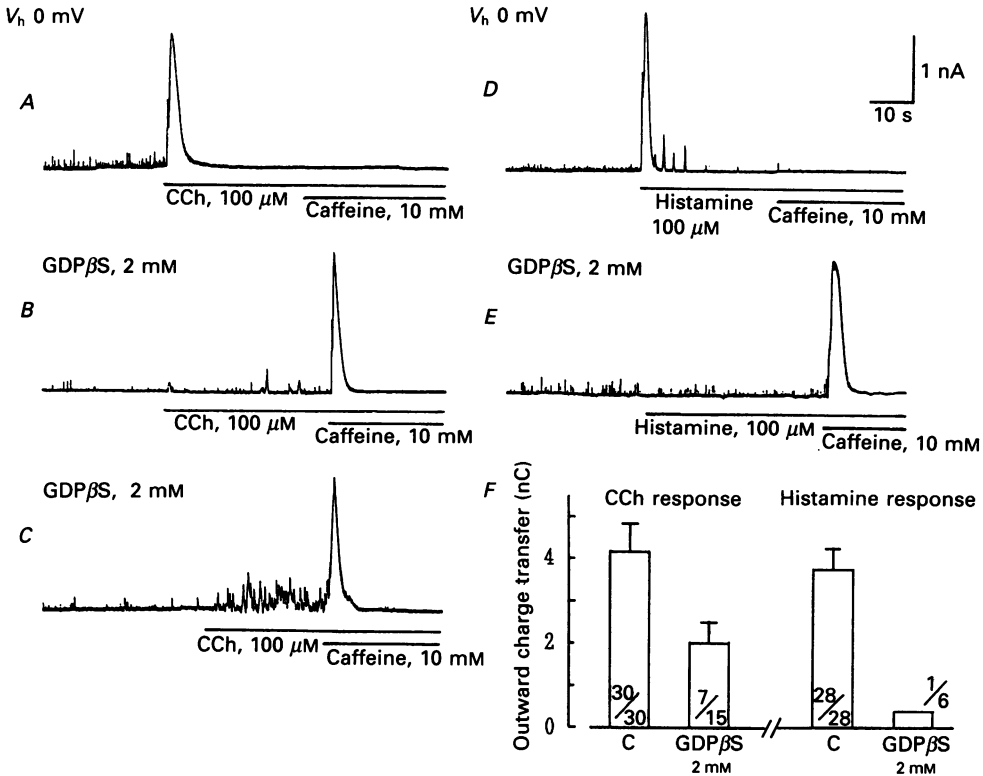 Vh 0 mV
A
CCh, 100 μM
Caffeine, 10 mM
GDPβS, 2 mM
B
CCh, 100 μM
Caffeine, 10 mM
GDPβS, 2 mM
C
CCh, 100 μM
Caffeine, 10 mM
Vh 0 mV
D
1 nA
10 s
Histamine
100 μM
Caffeine, 10 mM
GDPβS, 2 mM
E
Histamine, 100 μM
Caffeine, 10 mM
F
Outward charge transfer (nC)
CCh response
Histamine response
4
2
0
30/30
7/15
28/28
1/6
C
GDPβS
2 mM
C
GDPβS
2 mM